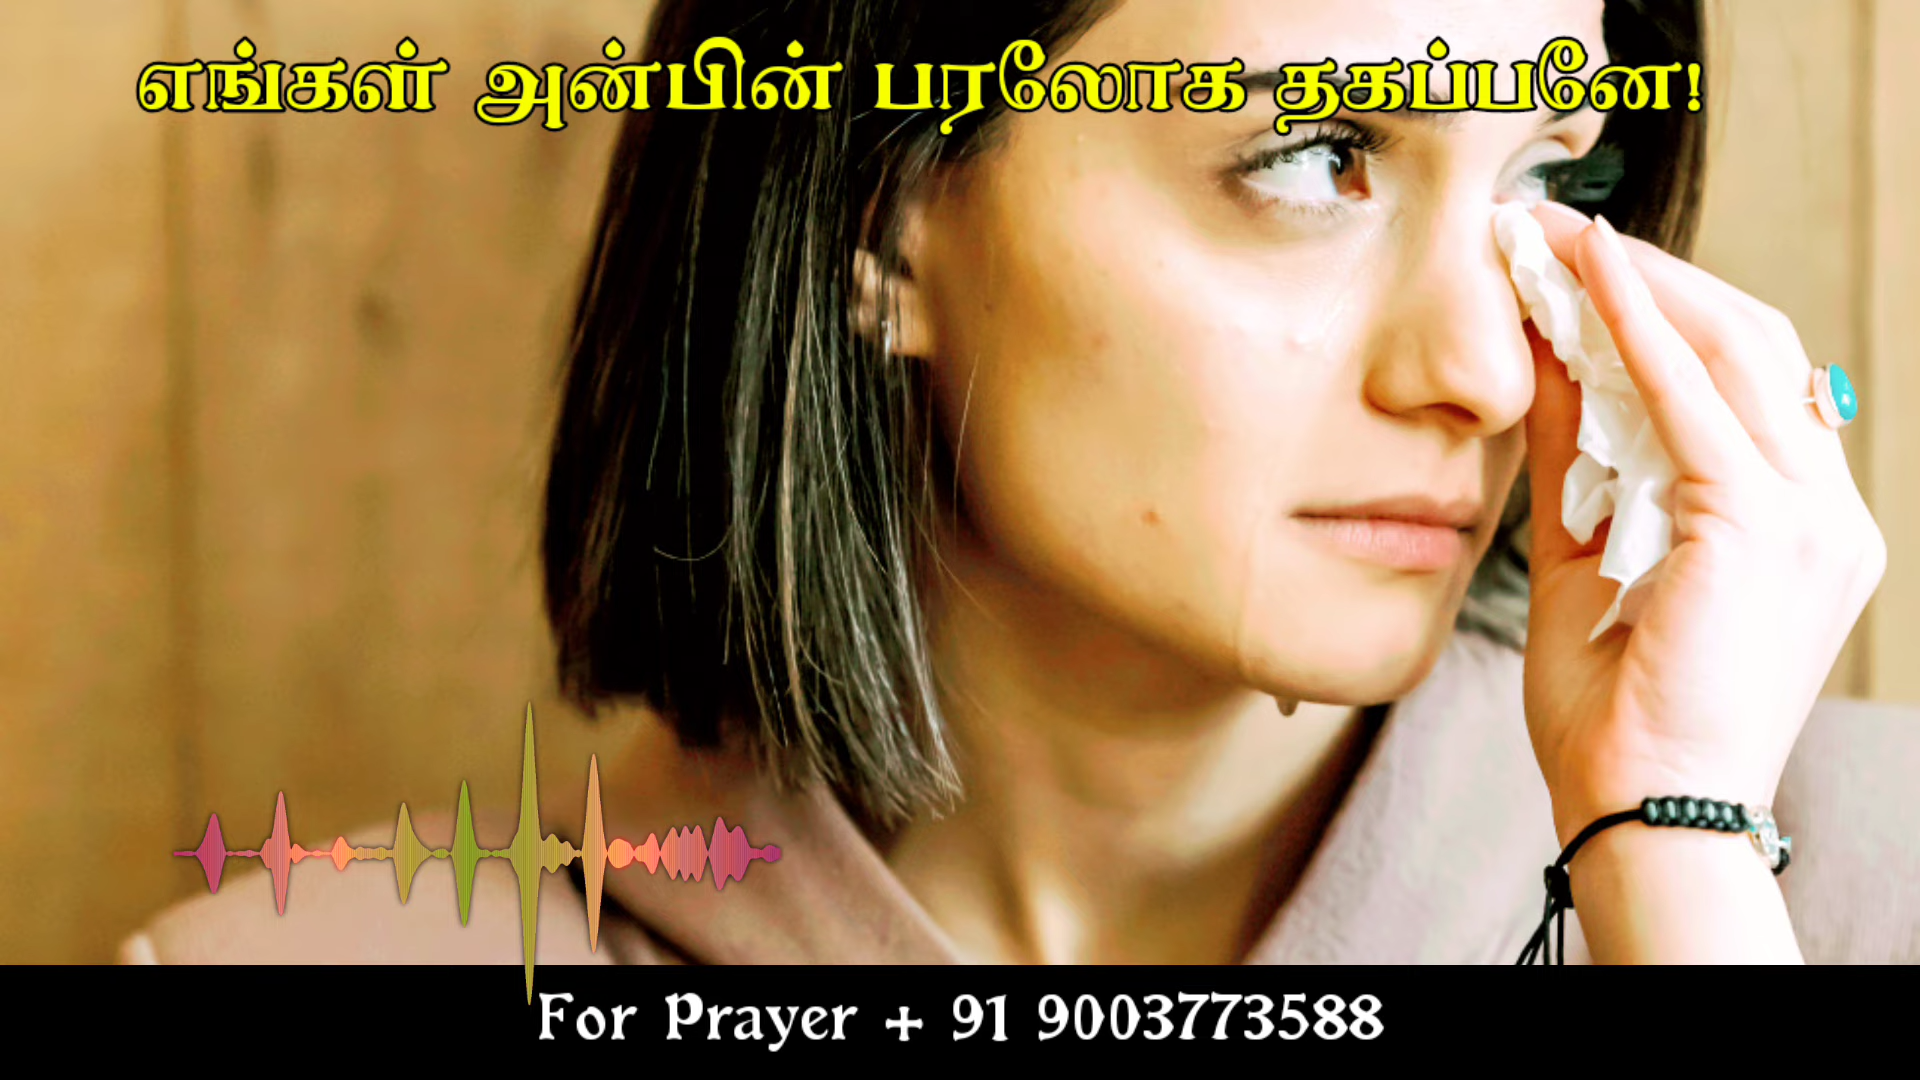 எங்கள் அன்பின் பரலோக தகப்பனே!
For Prayer + 91 9003773588